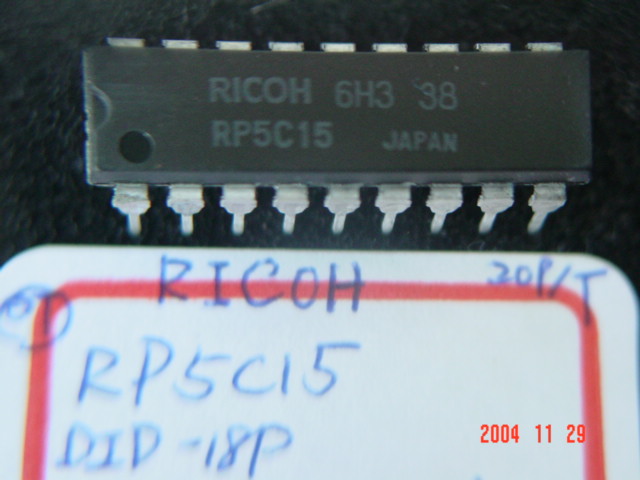 RICOH 6H3 38
RP5C15 JAPAN
RICOH 20P/T
RP5C15
DIP-18P
2004 11 29